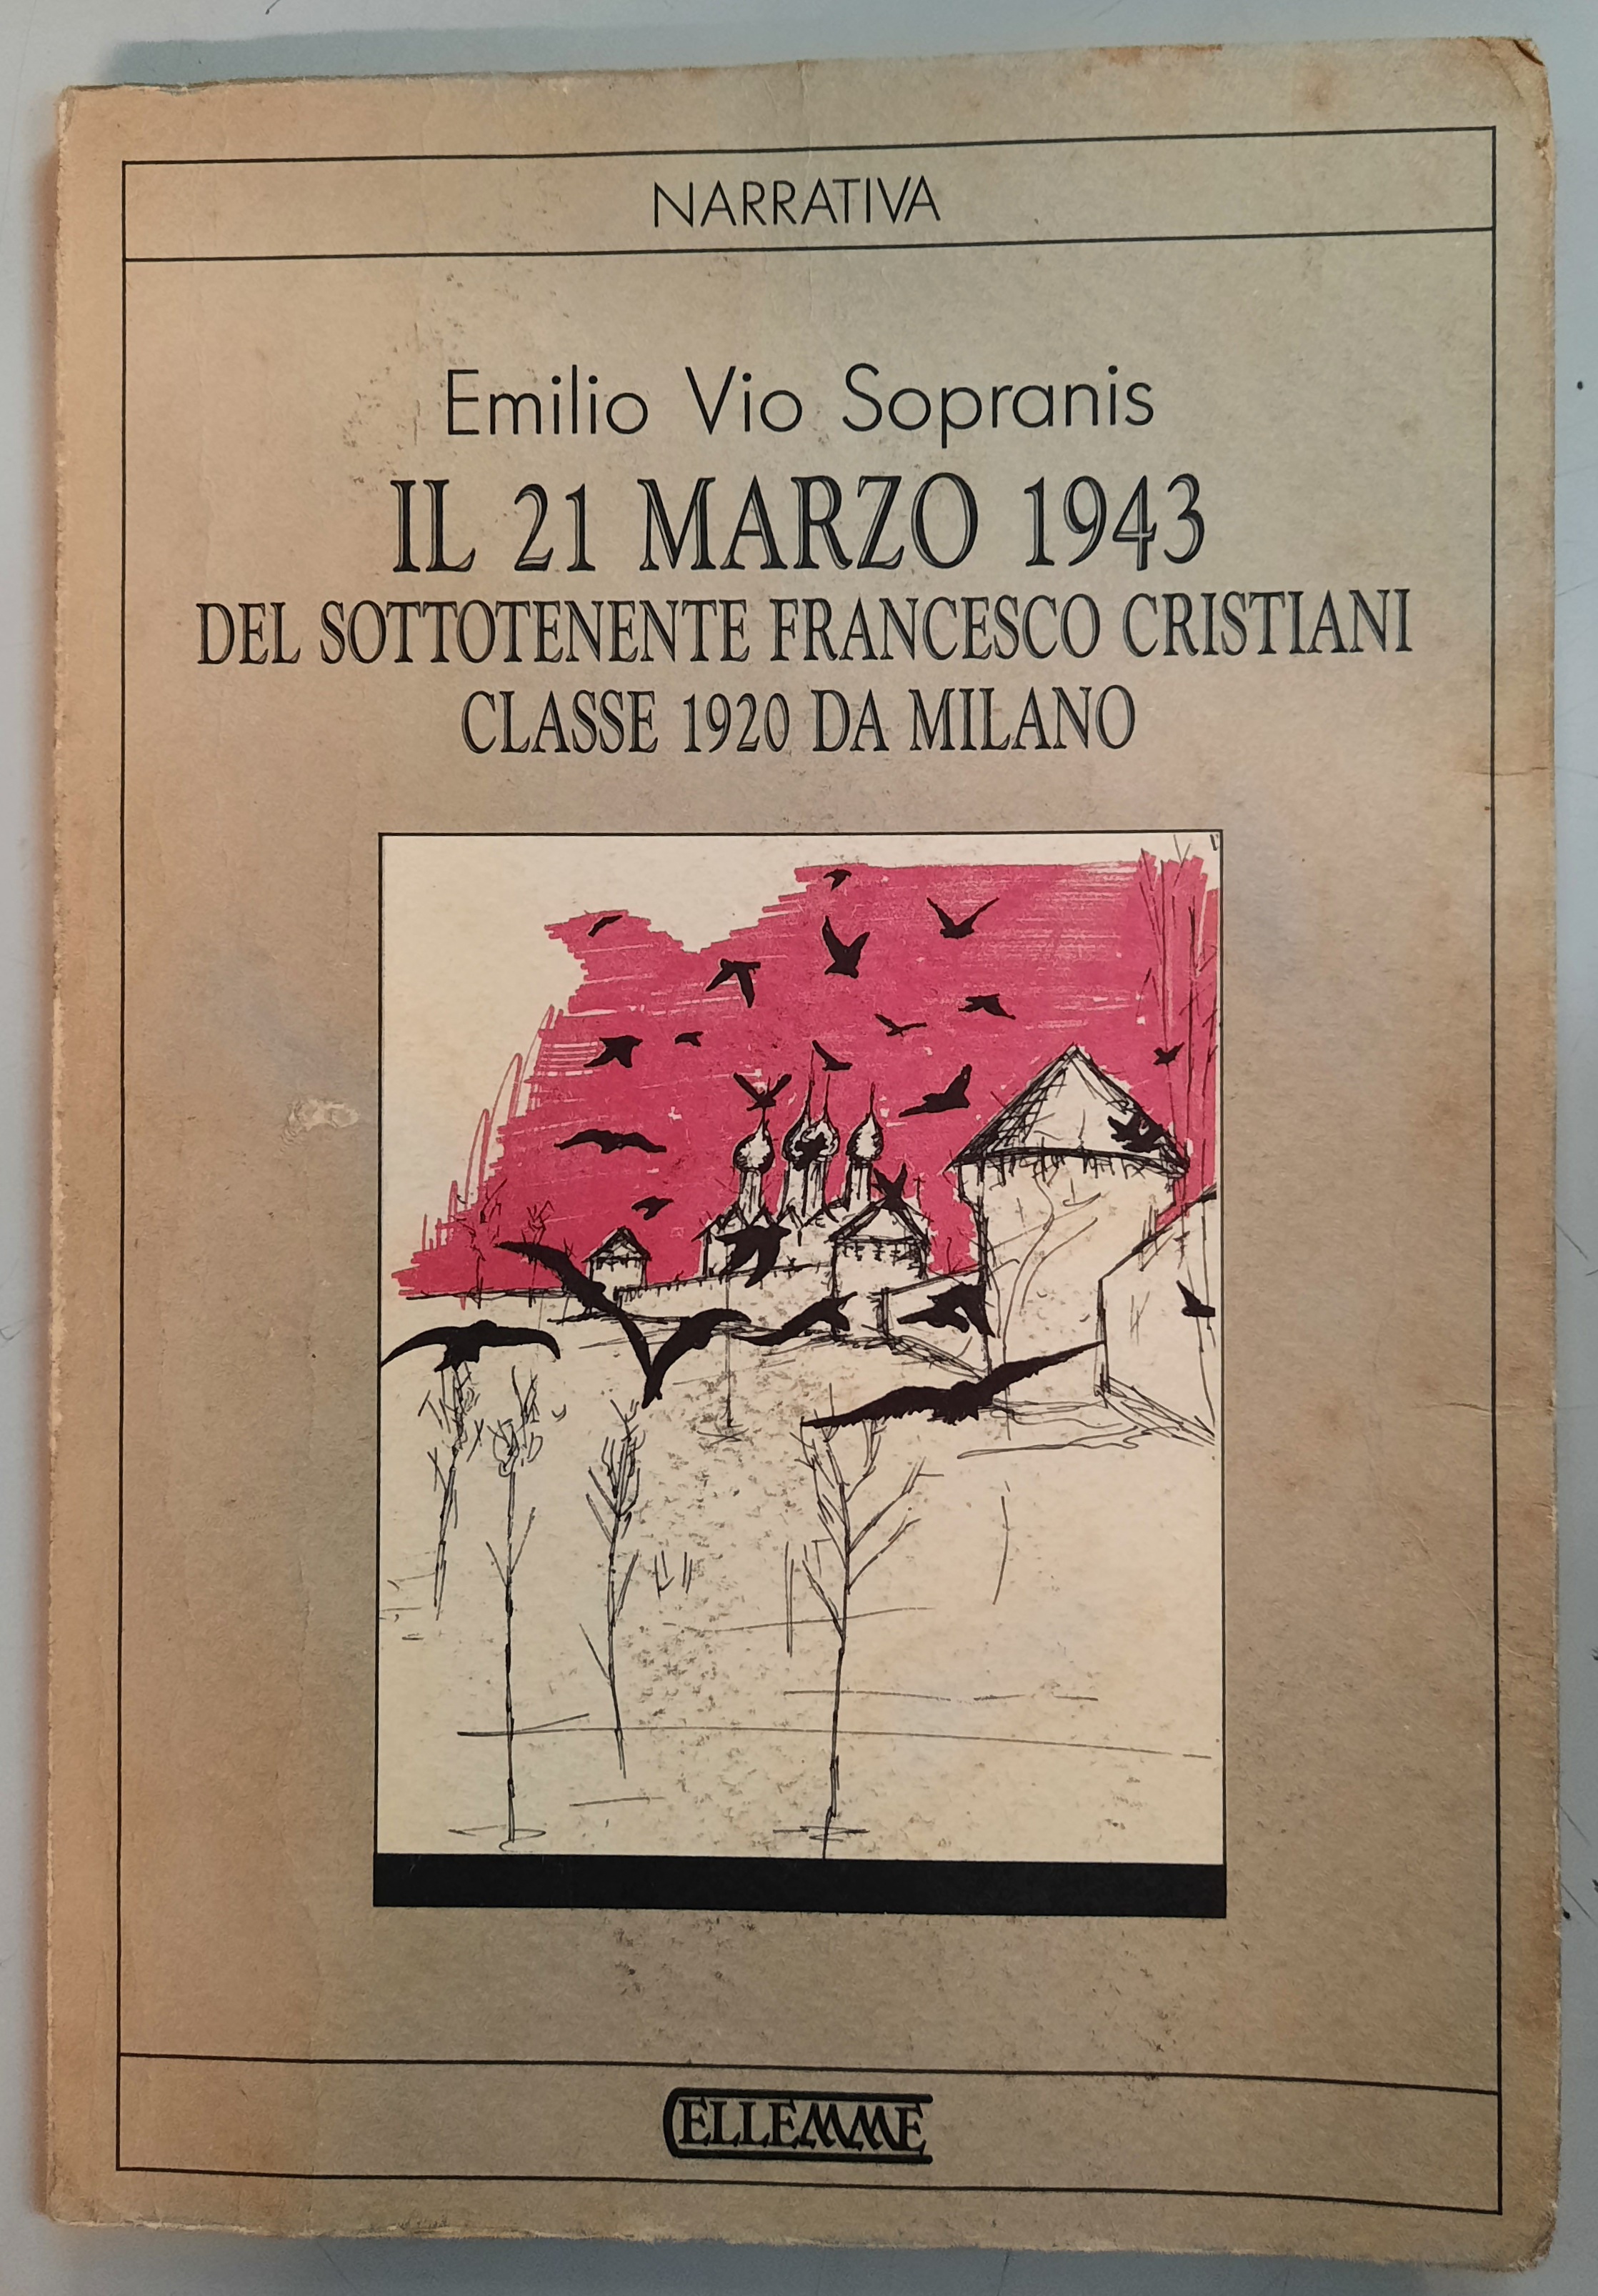 NARRATIVA
Emilio Vio Sopranis
IL 21 MARZO 1943
DEL SOTTOTENENTE FRANCESCO CRISTIANI
CLASSE 1920 DA MILANO
ELLEMME